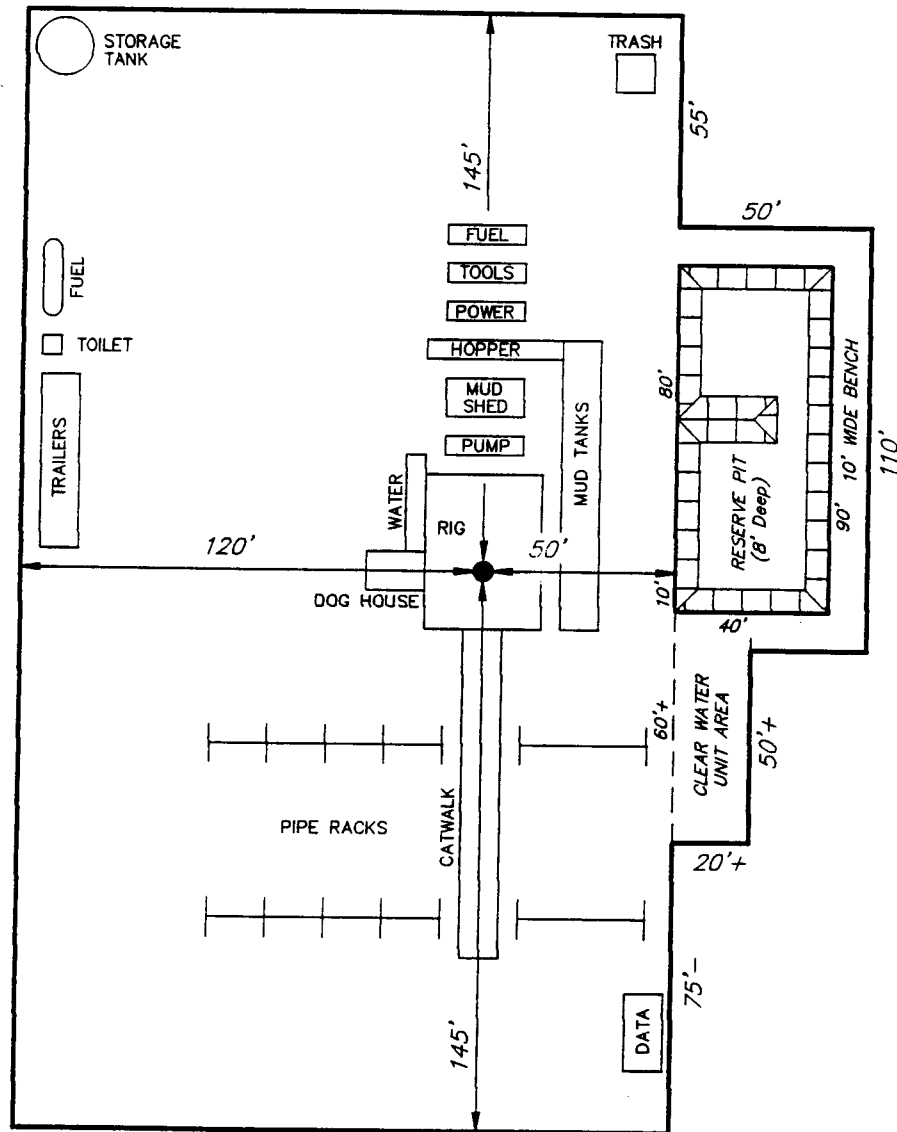 STORAGE
TANK
TRASH
145'
55'
50'
FUEL
TOOLS
POWER
HOPPER
MUD
SHED
PUMP
FUEL
TOILET
TRAILERS
WATER
MUD TANKS
RIG
120'
50'
DOG HOUSE
80'
RESERVE PIT
(8' Deep)
90'
10' WIDE BENCH
110'
10'
40'
60'+
CLEAR WATER
UNIT AREA
50'+
20'+
PIPE RACKS
CATWALK
75'-
DATA
145'